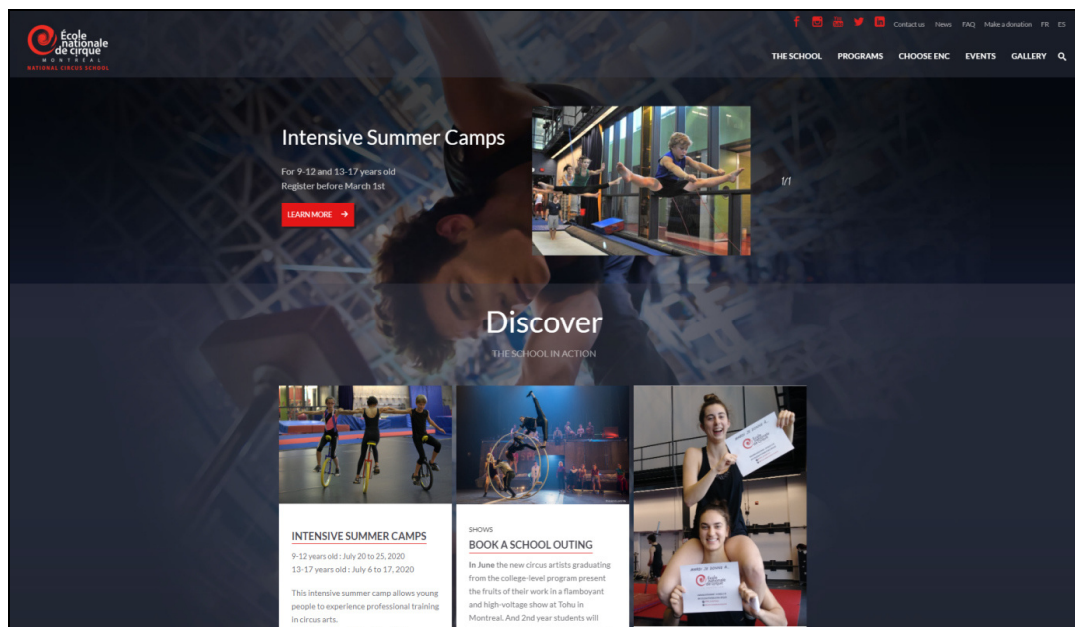 École
nationale
de cirque
MONTRÉAL
NATIONAL CIRCUS SCHOOL
Contact us News FAQ Make a donation FR ES
THE SCHOOL PROGRAMS CHOOSE ENC EVENTS GALLERY
Intensive Summer Camps
For 9-12 and 13-17 years old
Register before March 1st
LEARN MORE
1/1
Discover
THE SCHOOL IN ACTION
INTENSIVE SUMMER CAMPS
9-12 years old : July 20 to 25, 2020
13-17 years old : July 6 to 17, 2020
This intensive summer camp allows young
people to experience professional training
in circus arts.
SHOWS
BOOK A SCHOOL OUTING
In June the new circus artists graduating
from the college-level program present
the fruits of their work in a flamboyant
and high-voltage show at Tohu in
Montreal. And 2nd year students will
École
nationale
de cirque